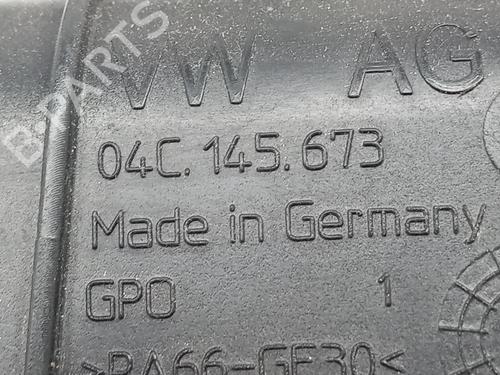 B-PARTS
VW AG
04C.145.673
Made in Germany
GPO 1
>PA66-GF30<